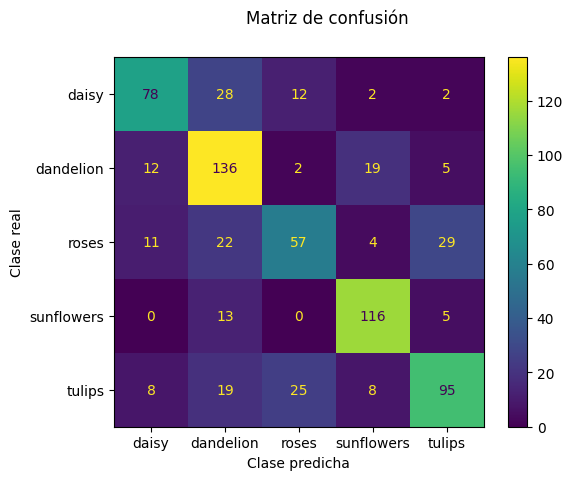 Matriz de confusión
daisy 78 28 12 2 2
dandelion 12 136 2 19 5
roses 11 22 57 4 29
sunflowers 0 13 0 116 5
tulips 8 19 25 8 95
daisy dandelion roses sunflowers tulips
Clase predicha
Clase real
120
100
80
60
40
20
0